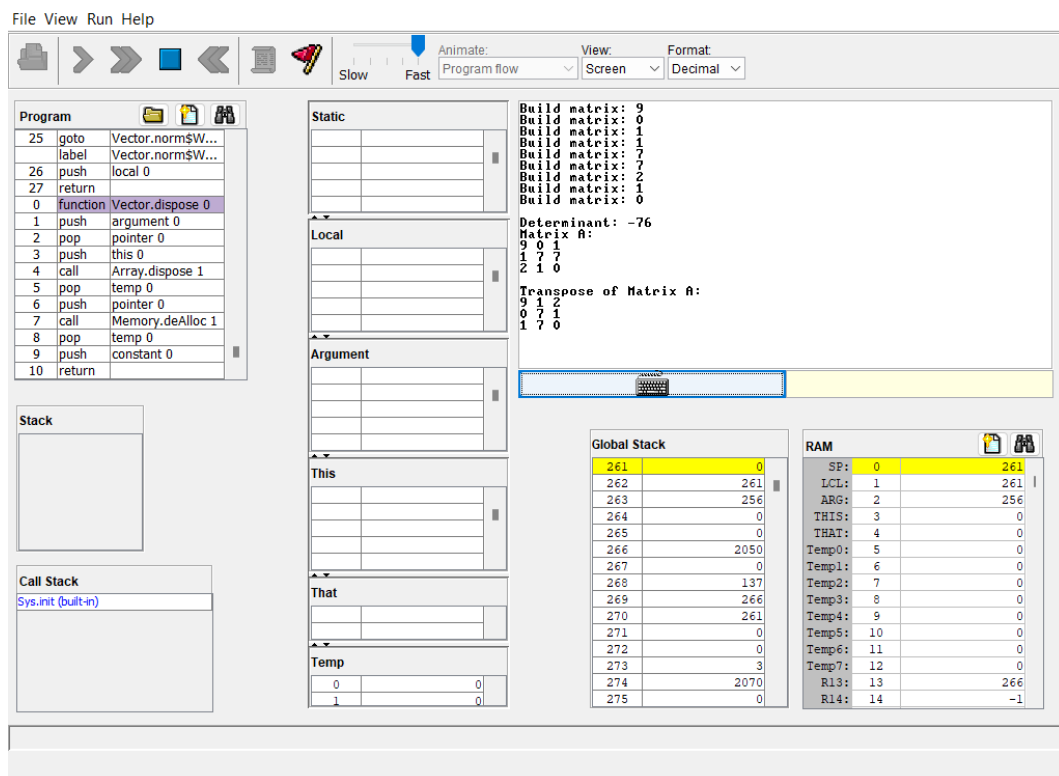 File View Run Help
Slow Fast
Animate:
Program flow
View:
Screen
Format:
Decimal
Program
25 goto Vector.norm$W...
label Vector.norm$W...
26 push local 0
27 return
0 function Vector.dispose 0
1 push argument 0
2 pop pointer 0
3 push this 0
4 call Array.dispose 1
5 pop temp 0
6 push pointer 0
7 call Memory.deAlloc 1
8 pop temp 0
9 push constant 0
10 return
Stack
Call Stack
Sys.init (built-in)
Static
Local
Argument
This
That
Temp
0 0
1 0
Build matrix: 9
Build matrix: 0
Build matrix: 1
Build matrix: 1
Build matrix: 7
Build matrix: 7
Build matrix: 2
Build matrix: 1
Build matrix: 0
Determinant: -76
Matrix A:
9 0 1
1 7 7
2 1 0
Transpose of Matrix A:
9 1 2
0 7 1
1 7 0
Global Stack
261 0
262 261
263 256
264 0
265 0
266 2050
267 0
268 137
269 266
270 261
271 0
272 0
273 3
274 2070
275 0
RAM
SP: 0 261
LCL: 1 261
ARG: 2 256
THIS: 3 0
THAT: 4 0
Temp0: 5 0
Temp1: 6 0
Temp2: 7 0
Temp3: 8 0
Temp4: 9 0
Temp5: 10 0
Temp6: 11 0
Temp7: 12 0
R13: 13 266
R14: 14 -1